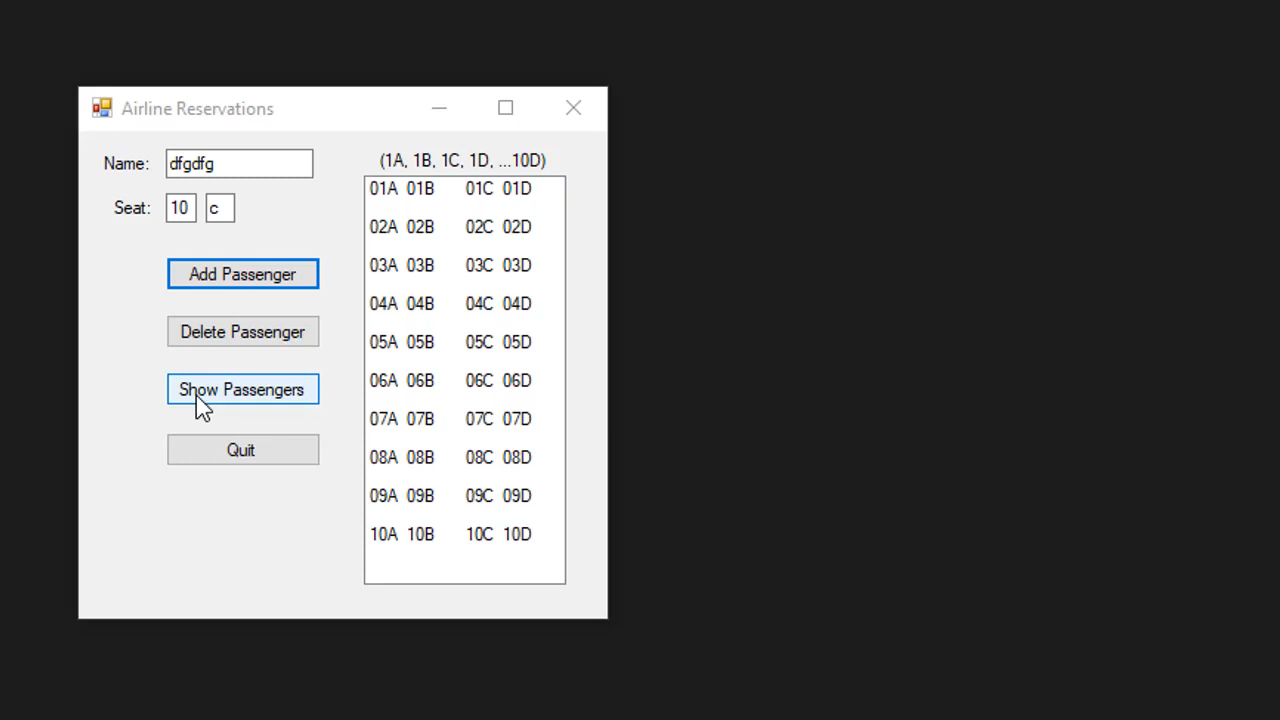 Airline Reservations
Name: dfgdfg
Seat: 10 c
Add Passenger
Delete Passenger
Show Passengers
Quit
(1A, 1B, 1C, 1D, ...10D)
01A 01B 01C 01D
02A 02B 02C 02D
03A 03B 03C 03D
04A 04B 04C 04D
05A 05B 05C 05D
06A 06B 06C 06D
07A 07B 07C 07D
08A 08B 08C 08D
09A 09B 09C 09D
10A 10B 10C 10D